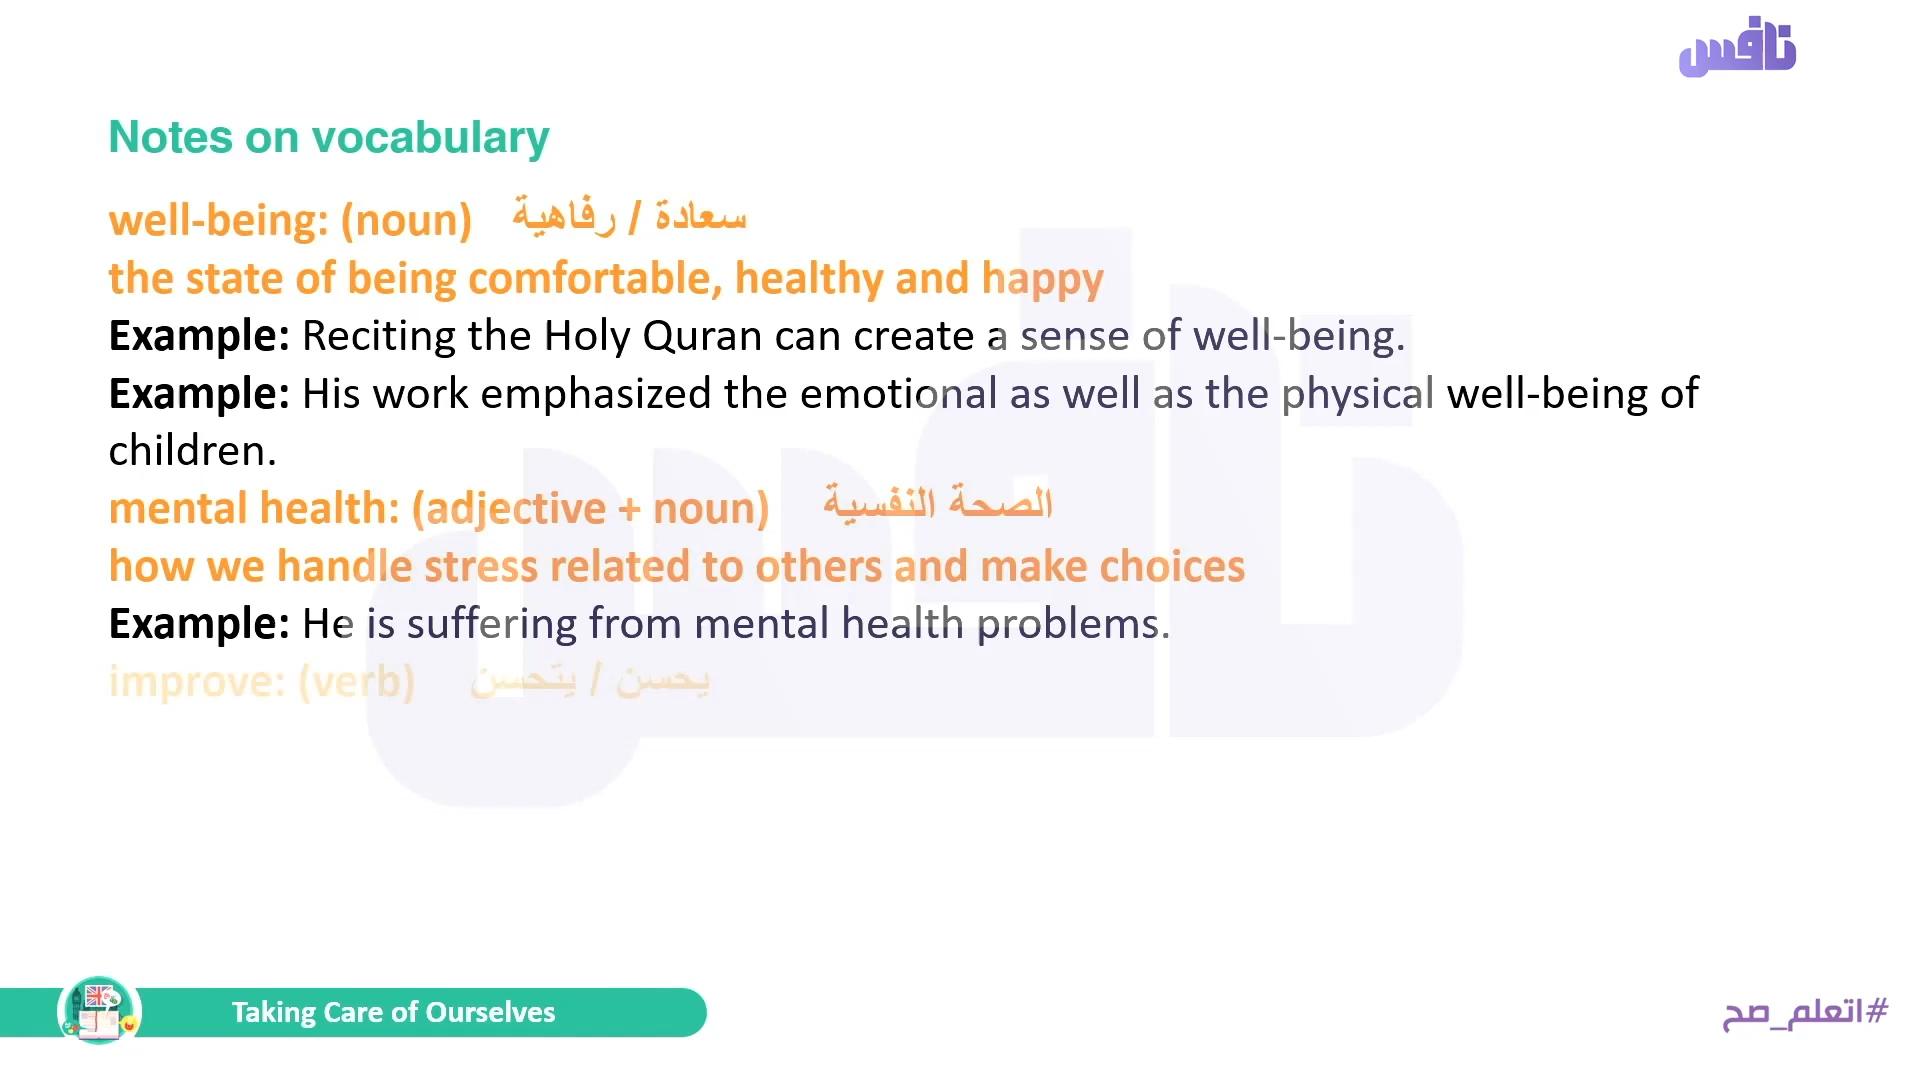 نافس
Notes on vocabulary
well-being: (noun) سعادة / رفاهية
the state of being comfortable, healthy and happy
Example: Reciting the Holy Quran can create a sense of well-being.
Example: His work emphasized the emotional as well as the physical well-being of
children.
mental health: (adjective + noun) الصحة النفسية
how we handle stress related to others and make choices
Example: He is suffering from mental health problems.
improve: (verb) يحسن / يتحسن
Taking Care of Ourselves
#اتعلم_صح